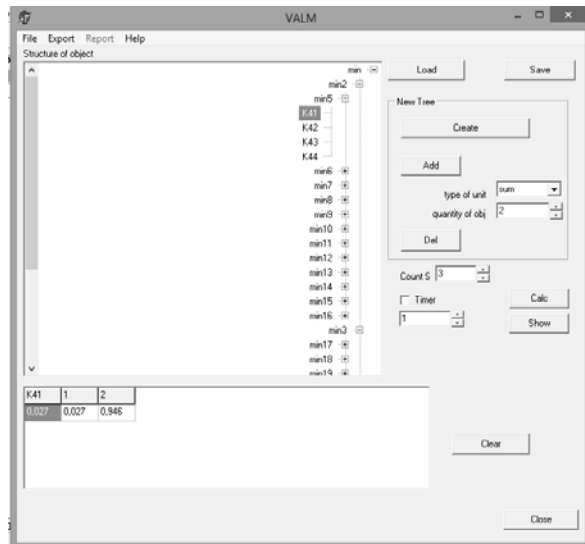 VALM
File Export Report Help
Structure of object
min
min2
min5
K41
K42
K43
K44
min6
min7
min8
min9
min10
min11
min12
min13
min14
min15
min16
min3
min17
min18
min19
Load Save
New Tree
Create
Add
type of unit sum
quantity of obj 2
Del
Count S 3
Timer
1
Calc
Show
K41 1 2
0,027 0,027 0,946
Clear
Close